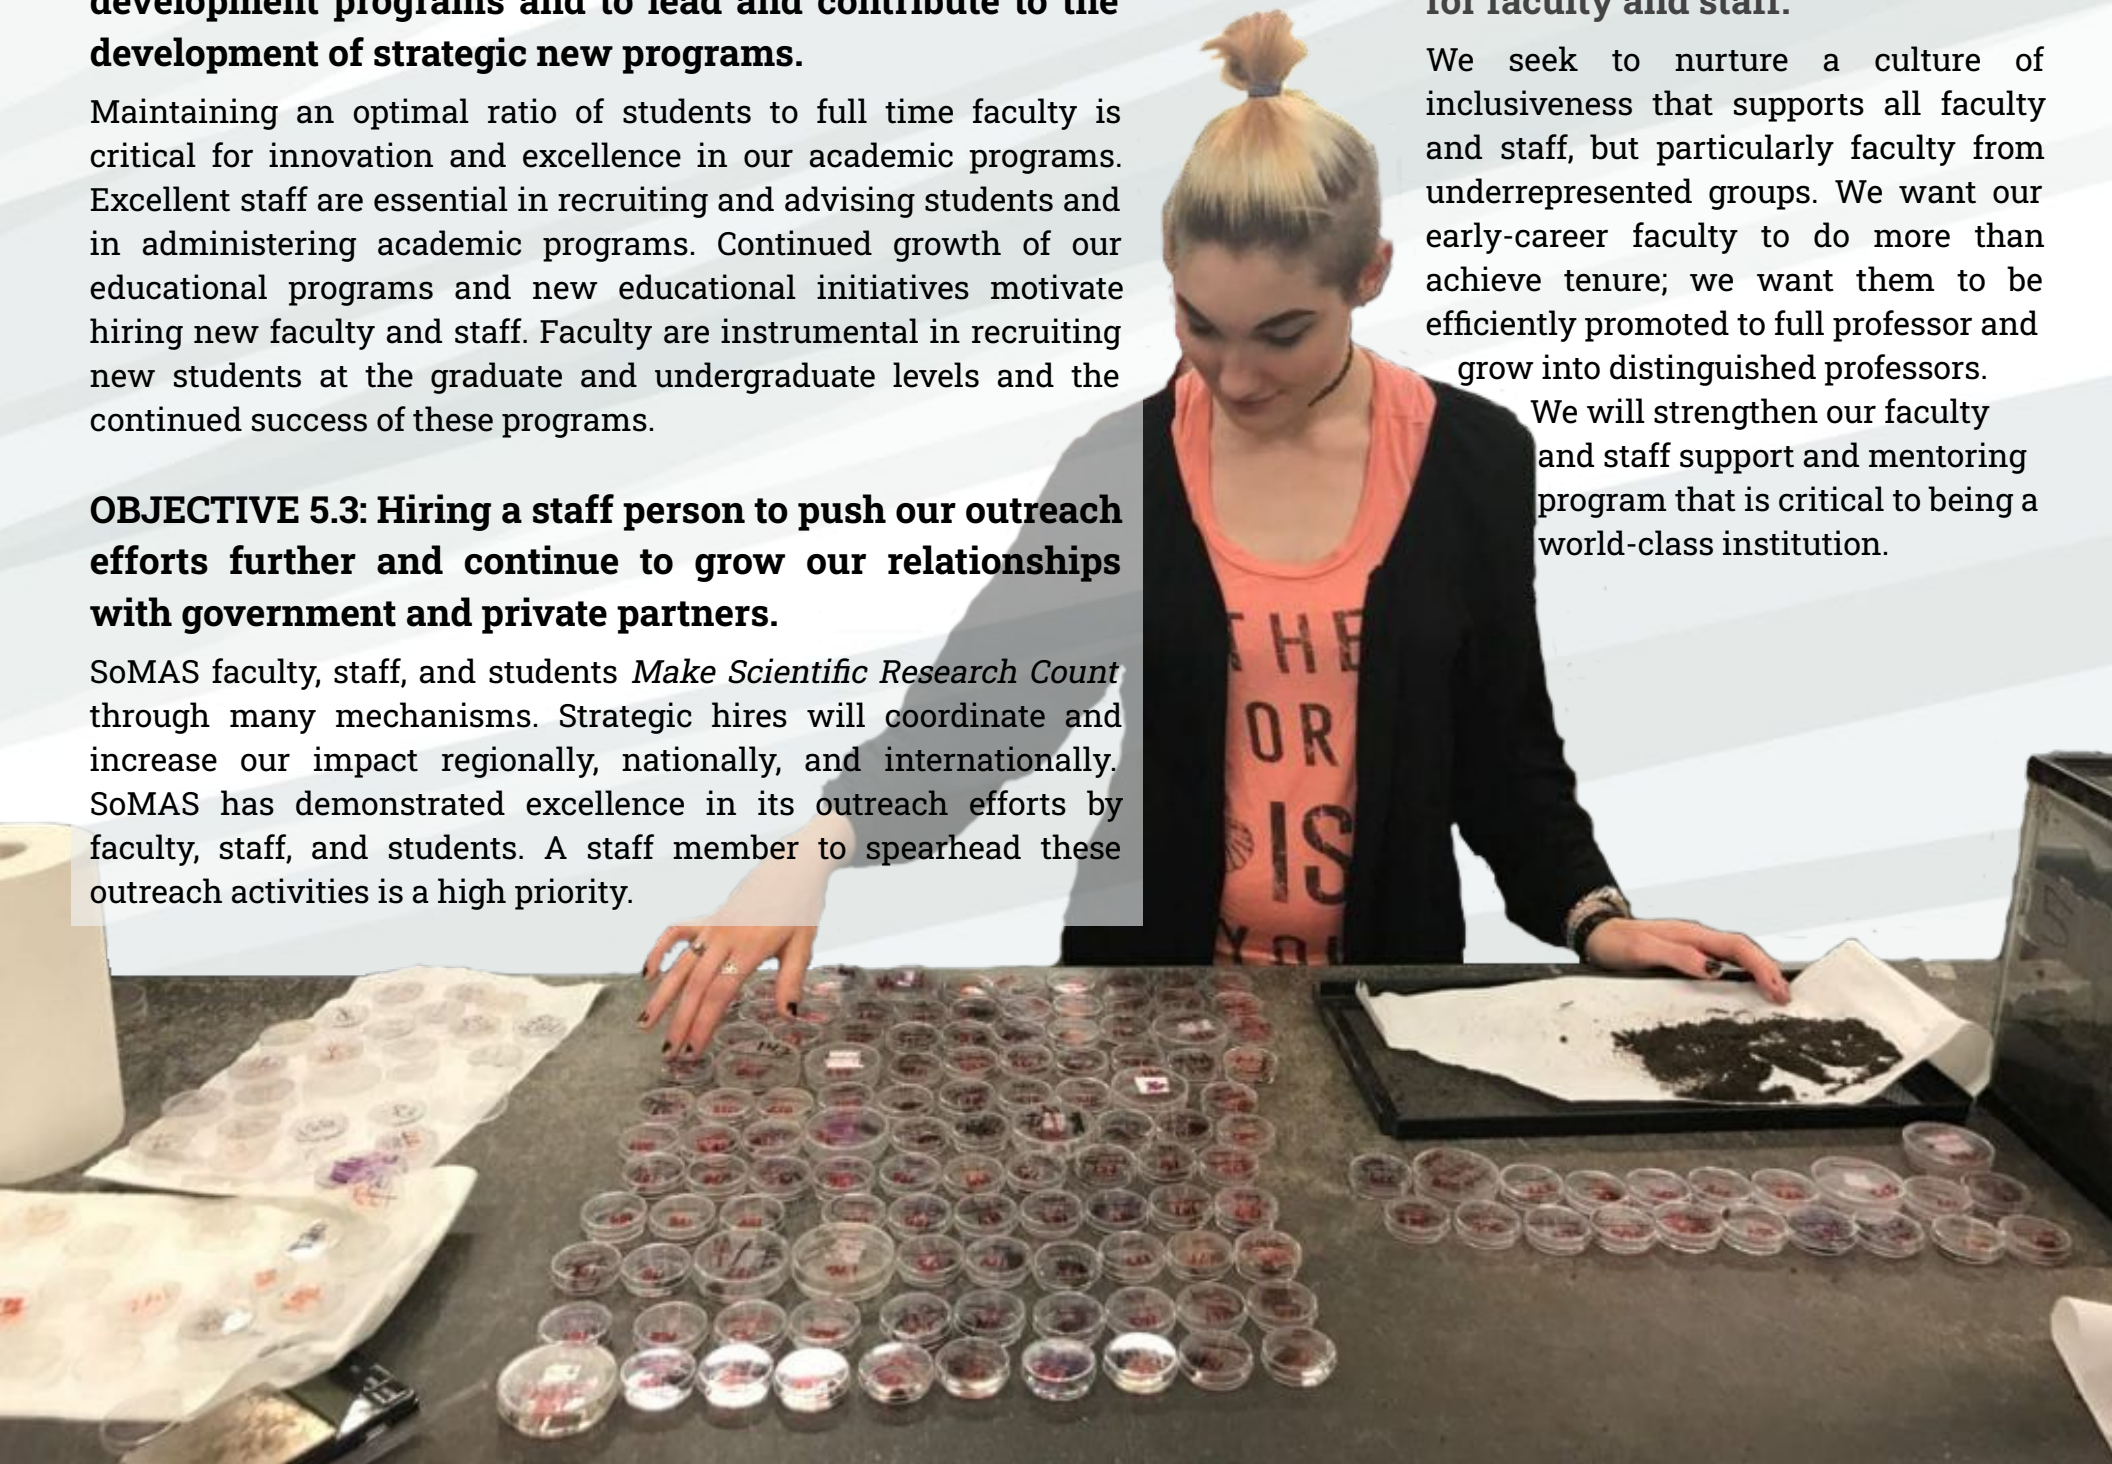 development programs and to lead and contribute to the
development of strategic new programs.
Maintaining an optimal ratio of students to full time faculty is
critical for innovation and excellence in our academic programs.
Excellent staff are essential in recruiting and advising students and
in administering academic programs. Continued growth of our
educational programs and new educational initiatives motivate
hiring new faculty and staff. Faculty are instrumental in recruiting
new students at the graduate and undergraduate levels and the
continued success of these programs.
OBJECTIVE 5.3: Hiring a staff person to push our outreach
efforts further and continue to grow our relationships
with government and private partners.
SoMAS faculty, staff, and students Make Scientific Research Count
through many mechanisms. Strategic hires will coordinate and
increase our impact regionally, nationally, and internationally.
SoMAS has demonstrated excellence in its outreach efforts by
faculty, staff, and students. A staff member to spearhead these
outreach activities is a high priority.
for faculty and staff.
We seek to nurture a culture of
inclusiveness that supports all faculty
and staff, but particularly faculty from
underrepresented groups. We want our
early-career faculty to do more than
achieve tenure; we want them to be
efficiently promoted to full professor and
grow into distinguished professors.
We will strengthen our faculty
and staff support and mentoring
program that is critical to being a
world-class institution.
THE
OR
IS
YOU